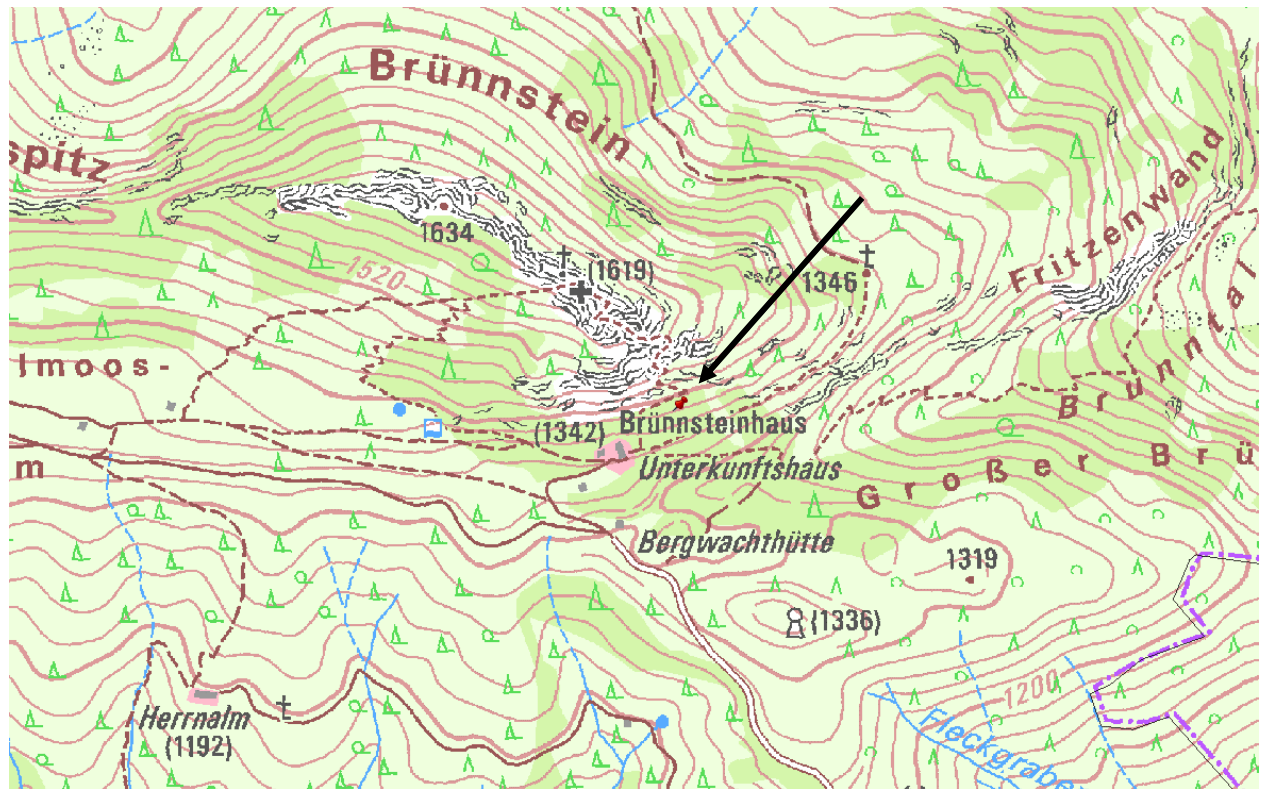 Brünnstein
spitz
Fritzenwand
1634
(1619)
1520
1346
lmoos-
m
Brünnsteinhaus
(1342)
Unterkunftshaus
Brunntal
Großer Brü
Bergwachthütte
1319
(1336)
1200
Herrnalm
(1192)
Fleckgrabe